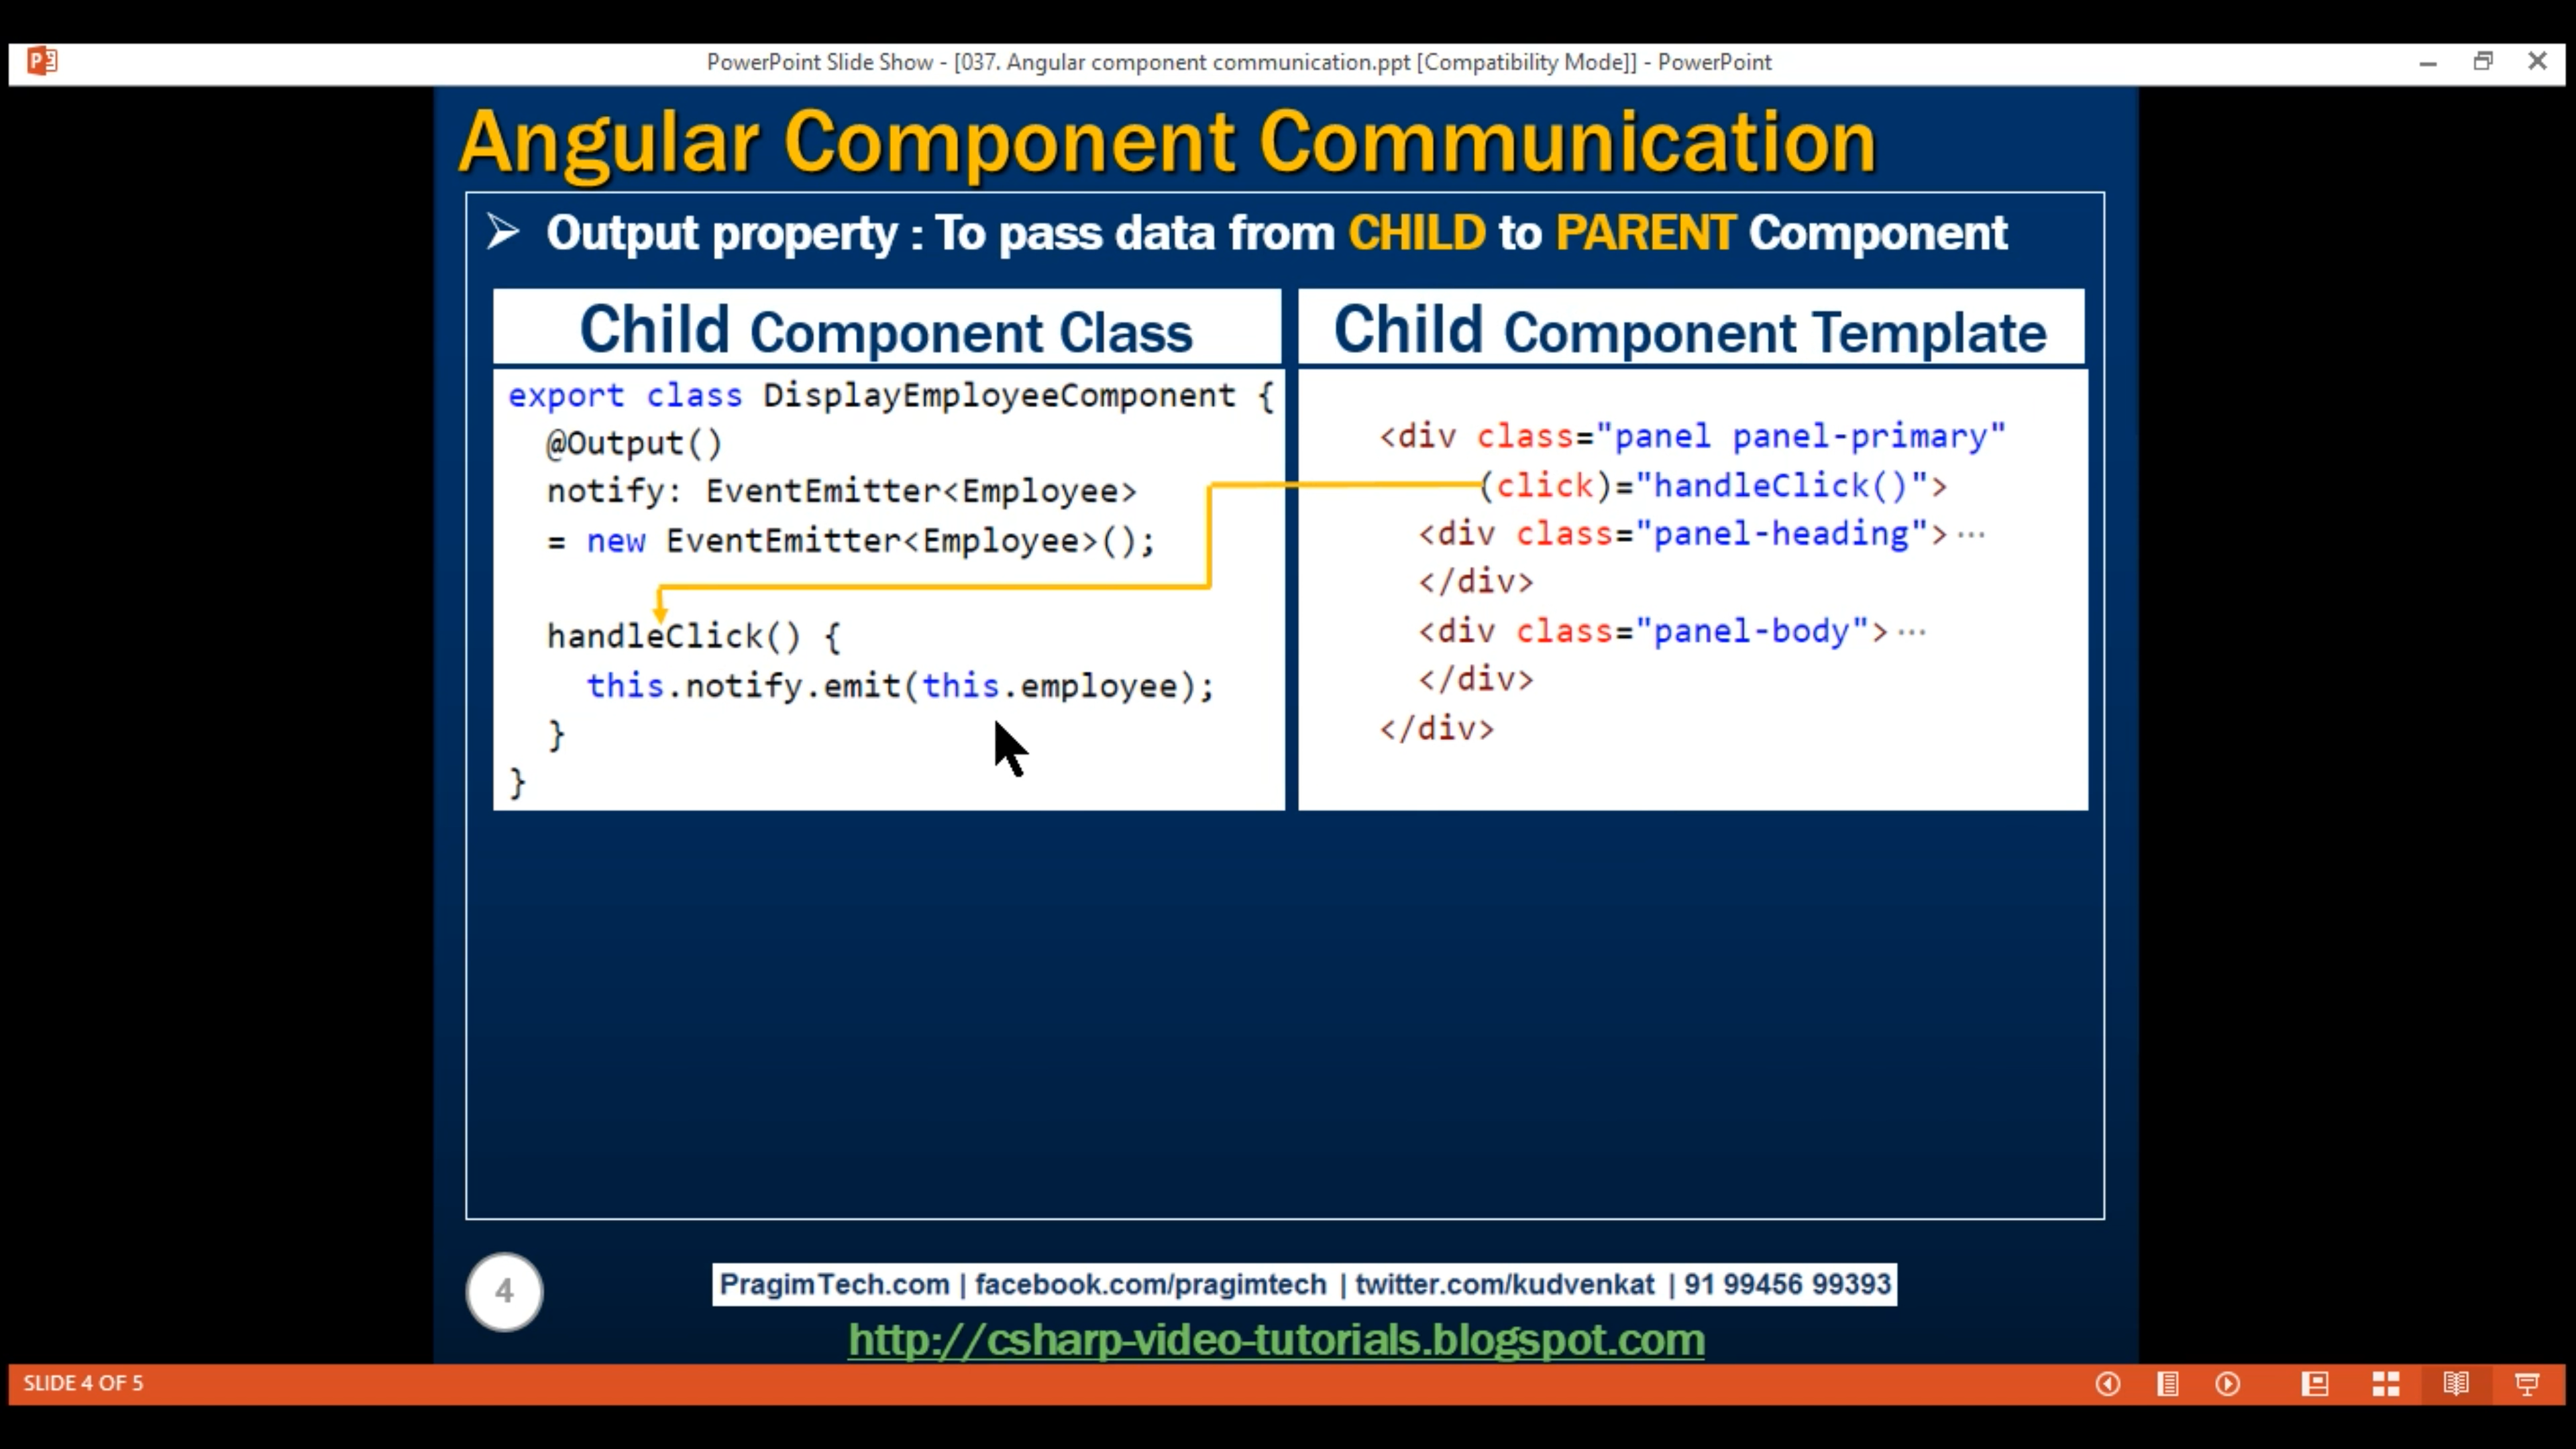 PowerPoint Slide Show - [037. Angular component communication.ppt [Compatibility Mode]] - PowerPoint
Angular Component Communication
Output property : To pass data from CHILD to PARENT Component
Child Component Class
export class DisplayEmployeeComponent {
@Output()
notify: EventEmitter<Employee>
= new EventEmitter<Employee>();
handleClick() {
this.notify.emit(this.employee);
}
}
Child Component Template
<div class="panel panel-primary"
(click)="handleClick()">
<div class="panel-heading">···
</div>
<div class="panel-body">···
</div>
</div>
4
PragimTech.com | facebook.com/pragimtech | twitter.com/kudvenkat | 91 99456 99393
http://csharp-video-tutorials.blogspot.com
SLIDE 4 OF 5